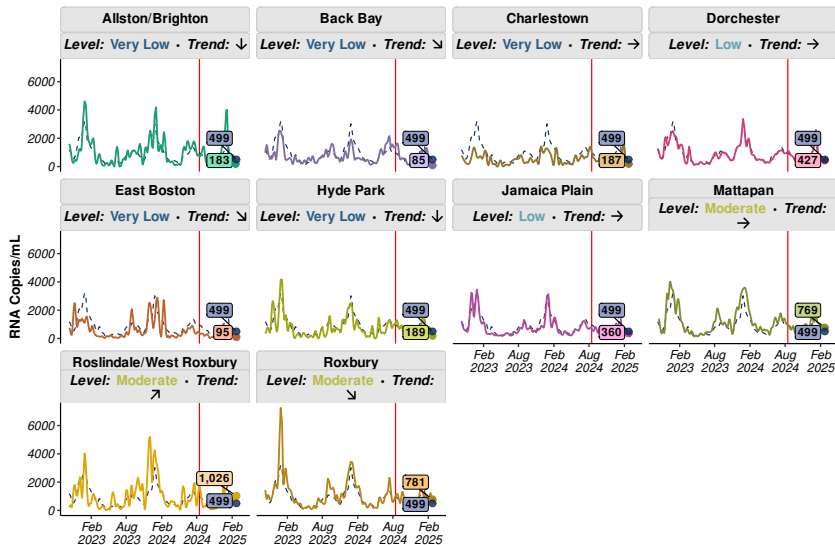 Allston/Brighton
Back Bay
Charlestown
Dorchester
Level: Very Low · Trend: ↓
Level: Very Low · Trend: ↘
Level: Very Low · Trend: →
Level: Low · Trend: →
6000
4000
2000
0
499
183
499
85
499
187
499
427
East Boston
Hyde Park
Jamaica Plain
Mattapan
Level: Very Low · Trend: ↘
Level: Very Low · Trend: ↓
Level: Low · Trend: →
Level: Moderate · Trend:
→
RNA Copies/mL
6000
4000
2000
0
499
95
499
189
499
360
769
499
Feb
2023
Aug
2023
Feb
2024
Aug
2024
Feb
2025
Feb
2023
Aug
2023
Feb
2024
Aug
2024
Feb
2025
Roslindale/West Roxbury
Roxbury
Level: Moderate · Trend:
↗
Level: Moderate · Trend:
↘
6000
4000
2000
0
1,026
499
781
499
Feb
2023
Aug
2023
Feb
2024
Aug
2024
Feb
2025
Feb
2023
Aug
2023
Feb
2024
Aug
2024
Feb
2025